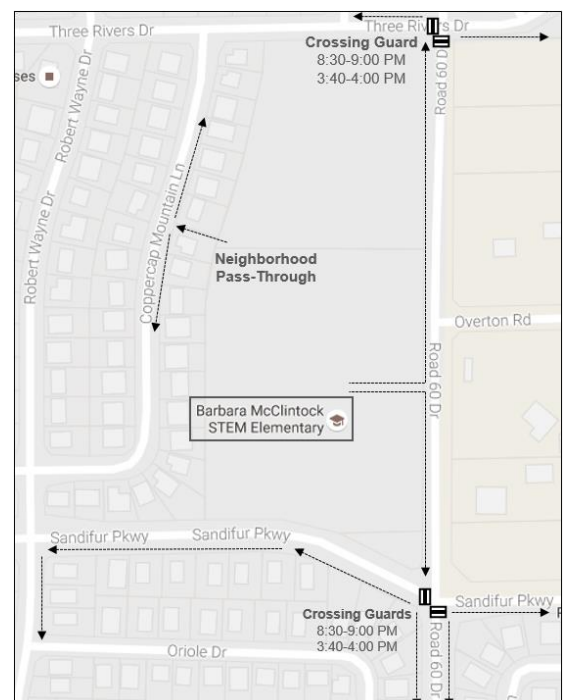 Three Rivers Dr
Three Rivers Dr
Crossing Guard
8:30-9:00 PM
3:40-4:00 PM
ses
Robert Wayne Dr
Road 60 D
Robert Wayne Dr
Coppercap Mountain Ln
Neighborhood
Pass-Through
Overton Rd
Road 60 Dr
Barbara McClintock
STEM Elementary
Sandifur Pkwy
Sandifur Pkwy
Sandifur Pkwy
Crossing Guards
8:30-9:00 PM
3:40-4:00 PM
Oriole Dr
Road 60 Dr